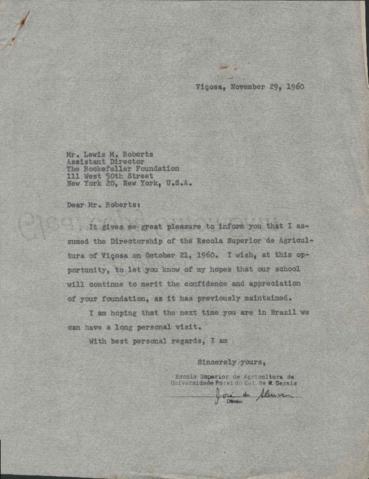 Viçosa, November 29, 1960
Mr. Lewis M. Roberts
Assistant Director
The Rockefeller Foundation
111 West 50th Street
New York 20, New York, U.S.A.
Dear Mr. Roberts:
It gives me great pleasure to inform you that I as-
sumed the Directorship of the Escola Superior de Agricul-
tura of Viçosa on October 21, 1960. I wish, at this op-
portunity, to let you know of my hopes that our school
will continue to merit the confidence and appreciation
of your foundation, as it has previously maintained.
I am hoping that the next time you are in Brazil we
can have a long personal visit.
With best personal regards, I am
Sincerely yours,
Escola Superior de Agricultura da
Universidade Rural do Est. de M. Gerais
José de
Diretor